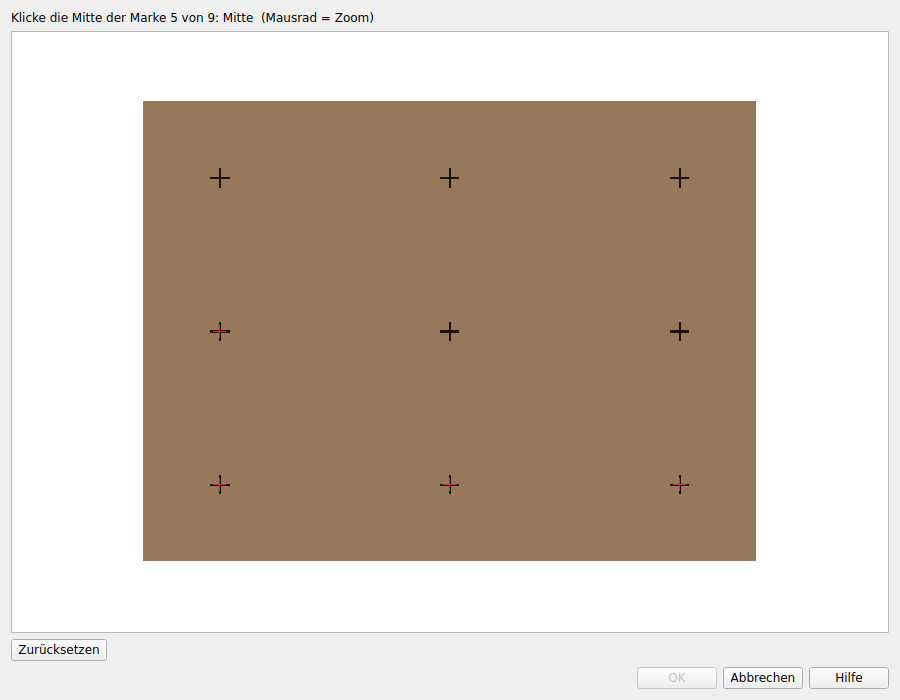 Klicke die Mitte der Marke 5 von 9: Mitte  (Mausrad = Zoom)
Zurücksetzen
OK
Abbrechen
Hilfe